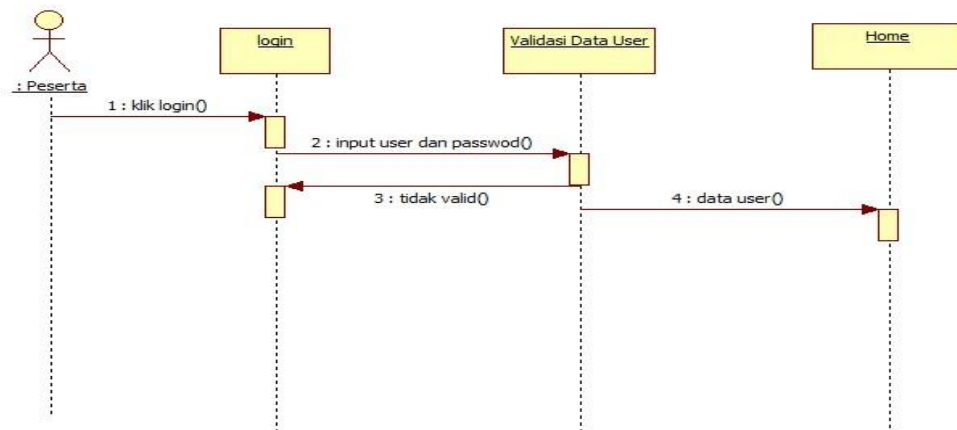 login
Validasi Data User
Home
: Peserta
1 : klik login()
2 : input user dan passwod()
3 : tidak valid()
4 : data user()